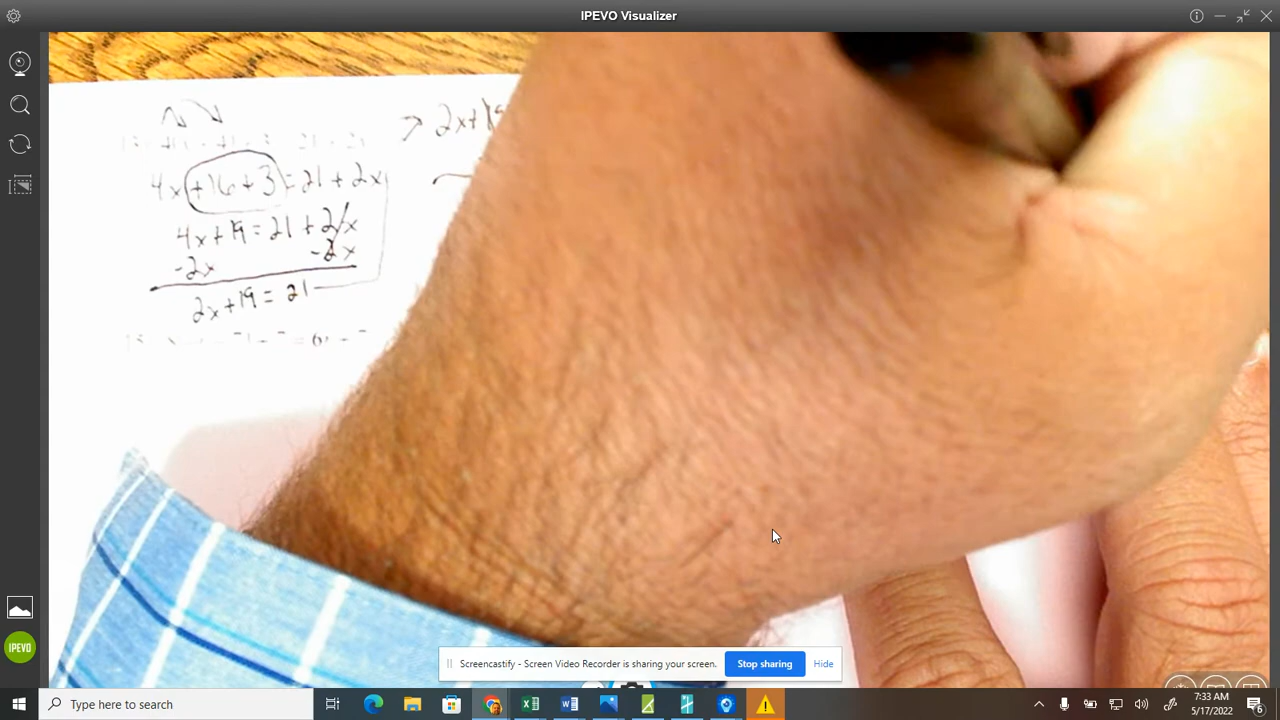 IPEVO Visualizer
→ 2x+19
4x+16+3=21+2x
4x+19=21+2x
-2x -2x
2x+19=21
IPEVO
Screencastify - Screen Video Recorder is sharing your screen. Stop sharing Hide
Type here to search
7:33 AM
5/17/2022
6